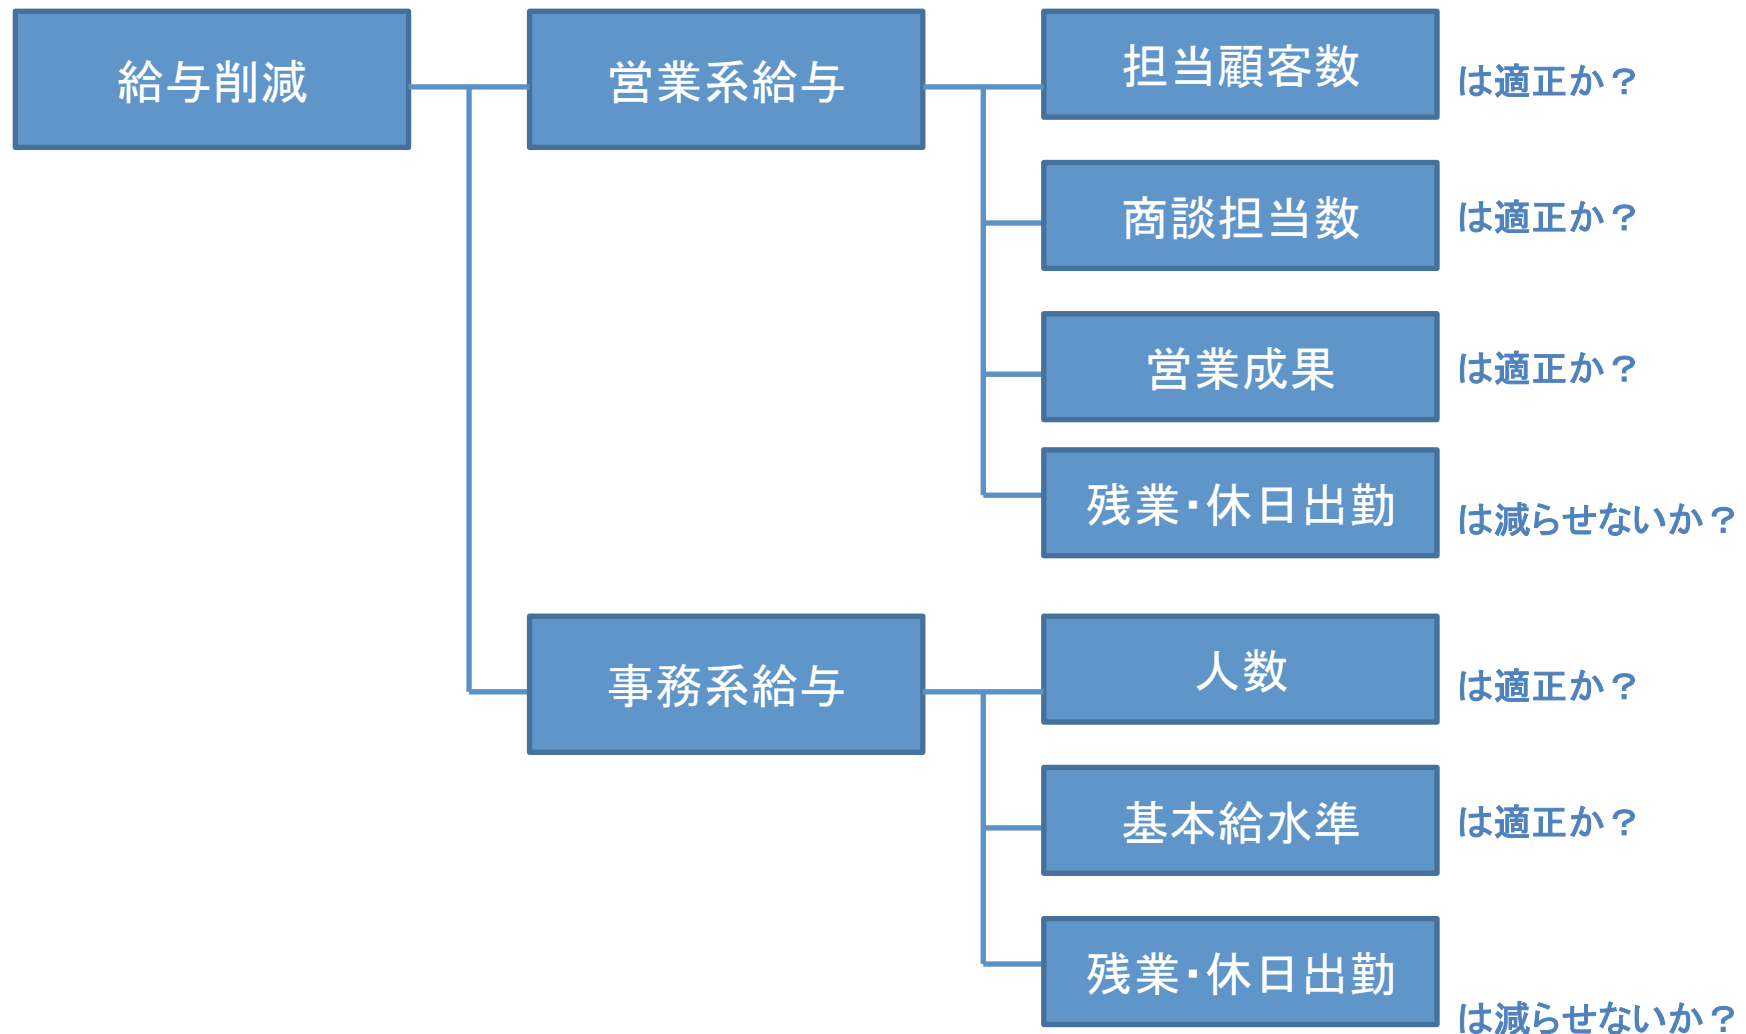 給与削減
営業系給与
担当顧客数
は適正か？
商談担当数
は適正か？
営業成果
は適正か？
残業・休日出勤
は減らせないか？
事務系給与
人数
は適正か？
基本給水準
は適正か？
残業・休日出勤
は減らせないか？